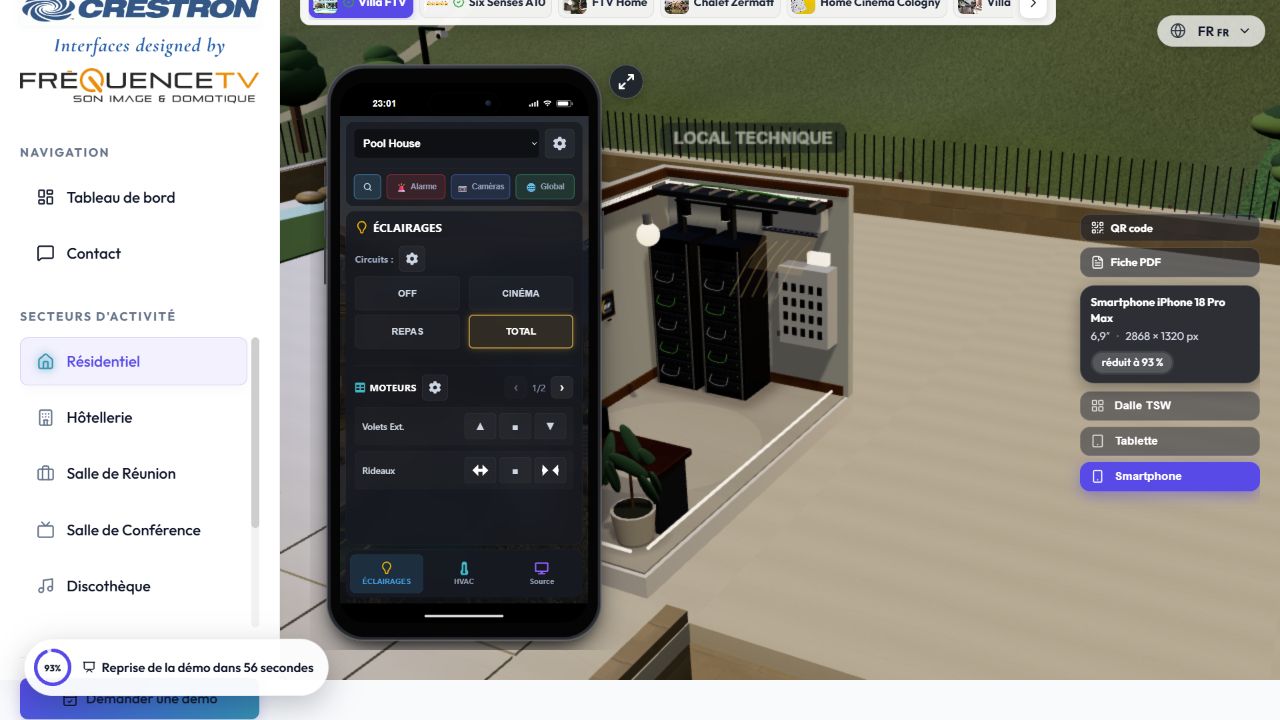 CRESTRON
Interfaces designed by
FRÉQUENCETV
SON IMAGE & DOMOTIQUE
NAVIGATION
Tableau de bord
Contact
SECTEURS D'ACTIVITÉ
Résidentiel
Hôtellerie
Salle de Réunion
Salle de Conférence
Discothèque
93%
Reprise de la démo dans 56 secondes
Demander une démo
Villa FTV
Six Senses A10
FTV Home
Chalet Zermatt
Home Cinema Cologny
Villa
FR FR
23:01
Pool House
Alarme
Caméras
Global
ÉCLAIRAGES
Circuits :
OFF
CINÉMA
REPAS
TOTAL
MOTEURS
1/2
Volets Ext.
Rideaux
ÉCLAIRAGES
HVAC
Source
LOCAL TECHNIQUE
QR code
Fiche PDF
Smartphone iPhone 18 Pro
Max
6,9″ · 2868 × 1320 px
réduit à 93 %
Dalle TSW
Tablette
Smartphone